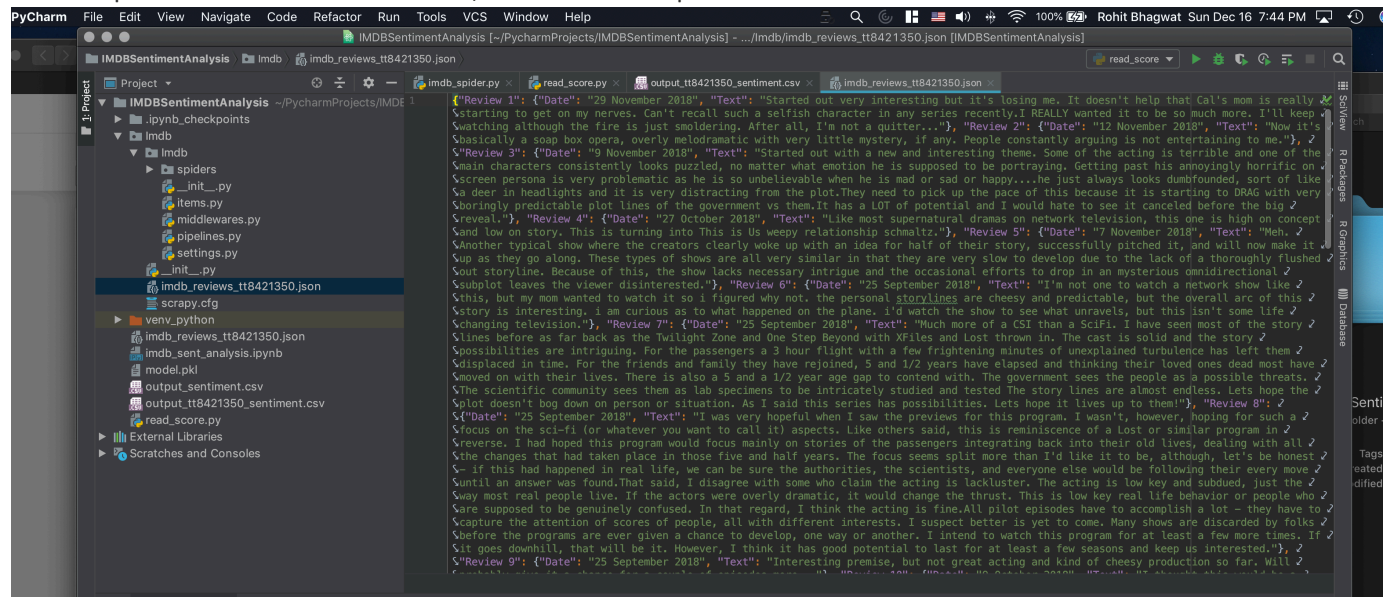 PyCharm File Edit View Navigate Code Refactor Run Tools VCS Window Help 100% Rohit Bhagwat Sun Dec 16 7:44 PM
IMDBSentimentAnalysis [~/PycharmProjects/IMDBSentimentAnalysis] - .../Imdb/imdb_reviews_tt8421350.json [IMDBSentimentAnalysis]
IMDBSentimentAnalysis Imdb imdb_reviews_tt8421350.json read_score
Project imdb_spider.py read_score.py output_tt8421350_sentiment.csv imdb_reviews_tt8421350.json
1: Project
IMDBSentimentAnalysis ~/PycharmProjects/IMDB
.ipynb_checkpoints
Imdb
Imdb
spiders
__init__.py
items.py
middlewares.py
pipelines.py
settings.py
__init__.py
imdb_reviews_tt8421350.json
scrapy.cfg
venv_python
imdb_reviews_tt8421350.json
imdb_sent_analysis.ipynb
model.pkl
output_sentiment.csv
output_tt8421350_sentiment.csv
read_score.py
External Libraries
Scratches and Consoles
1 {"Review 1": {"Date": "29 November 2018", "Text": "Started out very interesting but it's losing me. It doesn't help that Cal's mom is really
starting to get on my nerves. Can't recall such a selfish character in any series recently.I REALLY wanted it to be so much more. I'll keep
watching although the fire is just smoldering. After all, I'm not a quitter..."}, "Review 2": {"Date": "12 November 2018", "Text": "Now it's
basically a soap box opera, overly melodramatic with very little mystery, if any. People constantly arguing is not entertaining to me."},
"Review 3": {"Date": "9 November 2018", "Text": "Started out with a new and interesting theme. Some of the acting is terrible and one of the
main characters consistently looks puzzled, no matter what emotion he is supposed to be portraying. Getting past his annoyingly horrific on
screen persona is very problematic as he is so unbelievable when he is mad or sad or happy....he just always looks dumbfounded, sort of like
a deer in headlights and it is very distracting from the plot.They need to pick up the pace of this because it is starting to DRAG with very
boringly predictable plot lines of the government vs them.It has a LOT of potential and I would hate to see it canceled before the big
reveal."}, "Review 4": {"Date": "27 October 2018", "Text": "Like most supernatural dramas on network television, this one is high on concept
and low on story. This is turning into This is Us weepy relationship schmaltz."}, "Review 5": {"Date": "7 November 2018", "Text": "Meh.
Another typical show where the creators clearly woke up with an idea for half of their story, successfully pitched it, and will now make it
up as they go along. These types of shows are all very similar in that they are very slow to develop due to the lack of a thoroughly flushed
out storyline. Because of this, the show lacks necessary intrigue and the occasional efforts to drop in an mysterious omnidirectional
subplot leaves the viewer disinterested."}, "Review 6": {"Date": "25 September 2018", "Text": "I'm not one to watch a network show like
this, but my mom wanted to watch it so i figured why not. the personal storylines are cheesy and predictable, but the overall arc of this
story is interesting. i am curious as to what happened on the plane. i'd watch the show to see what unravels, but this isn't some life
changing television."}, "Review 7": {"Date": "25 September 2018", "Text": "Much more of a CSI than a SciFi. I have seen most of the story
lines before as far back as the Twilight Zone and One Step Beyond with XFiles and Lost thrown in. The cast is solid and the story
possibilities are intriguing. For the passengers a 3 hour flight with a few frightening minutes of unexplained turbulence has left them
displaced in time. For the friends and family they have rejoined, 5 and 1/2 years have elapsed and thinking their loved ones dead most have
moved on with their lives. There is also a 5 and a 1/2 year age gap to contend with. The government sees the people as a possible threats.
The scientific community sees them as lab specimens to be intricately studied and tested The story lines are almost endless. Lets hope the
plot doesn't bog down on person or situation. As I said this series has possibilities. Lets hope it lives up to them!"}, "Review 8":
{"Date": "25 September 2018", "Text": "I was very hopeful when I saw the previews for this program. I wasn't, however, hoping for such a
focus on the sci-fi (or whatever you want to call it) aspects. Like others said, this is reminiscence of a Lost or similar program in
reverse. I had hoped this program would focus mainly on stories of the passengers integrating back into their old lives, dealing with all
the changes that had taken place in those five and half years. The focus seems split more than I'd like it to be, although, let's be honest
- if this had happened in real life, we can be sure the authorities, the scientists, and everyone else would be following their every move
until an answer was found.That said, I disagree with some who claim the acting is lackluster. The acting is low key and subdued, just the
way most real people live. If the actors were overly dramatic, it would change the thrust. This is low key real life behavior or people who
are supposed to be genuinely confused. In that regard, I think the acting is fine.All pilot episodes have to accomplish a lot - they have to
capture the attention of scores of people, all with different interests. I suspect better is yet to come. Many shows are discarded by folks
before the programs are ever given a chance to develop, one way or another. I intend to watch this program for at least a few more times. If
it goes downhill, that will be it. However, I think it has good potential to last for at least a few seasons and keep us interested."},
"Review 9": {"Date": "25 September 2018", "Text": "Interesting premise, but not great acting and kind of cheesy production so far. Will
SciView
R Packages
R Graphics
Database
Senti
older
Tags
reated
dified